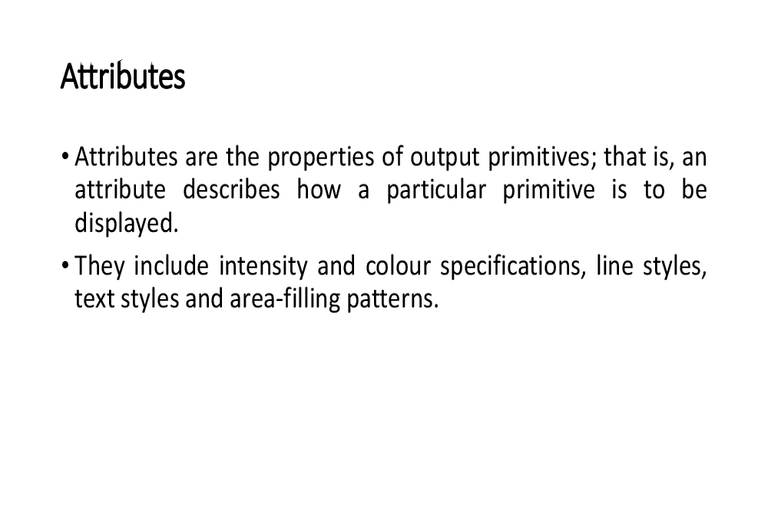 Attributes
• Attributes are the properties of output primitives; that is, an
attribute describes how a particular primitive is to be
displayed.
• They include intensity and colour specifications, line styles,
text styles and area-filling patterns.